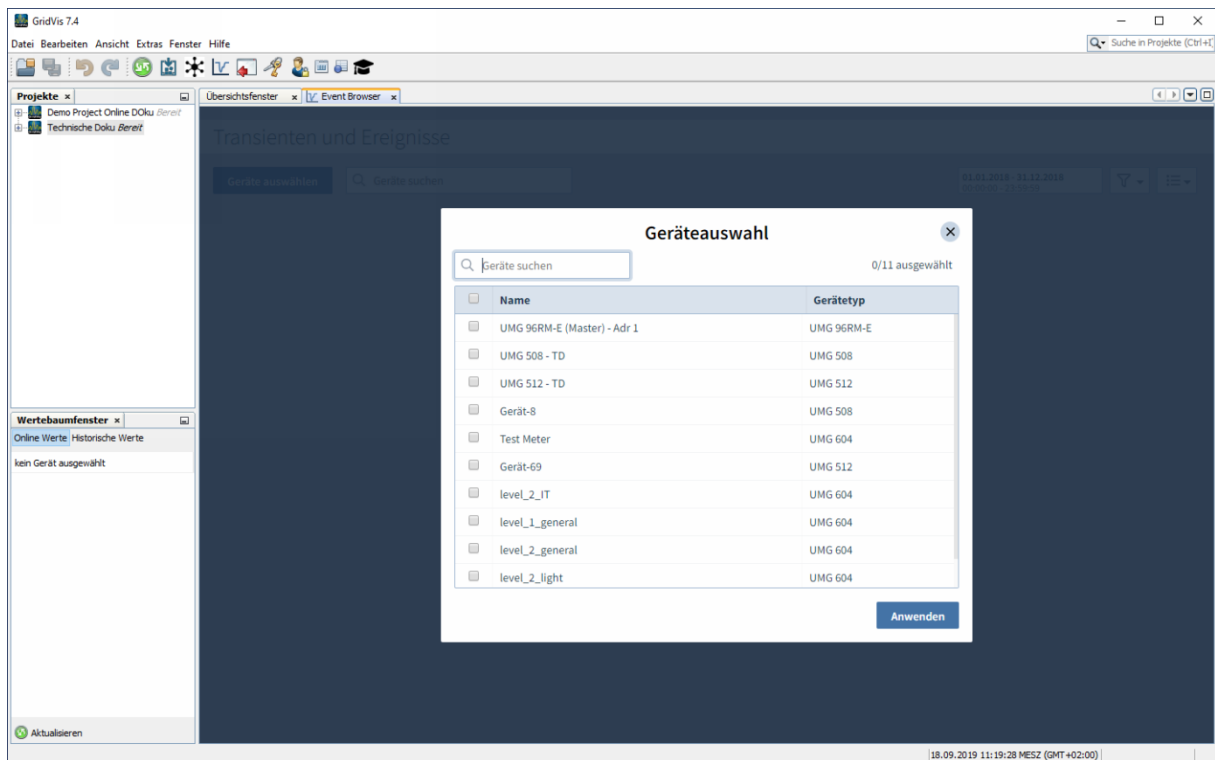 GridVis 7.4
Datei Bearbeiten Ansicht Extras Fenster Hilfe
Suche in Projekte (Ctrl+I)
Projekte
Übersichtsfenster
Event Browser
Demo Project Online DOku Bereit
Technische Doku Bereit
Transienten und Ereignisse
Geräte auswählen
Geräte suchen
Geräteauswahl
Geräte suchen
0/11 ausgewählt
Name Gerätetyp
UMG 96RM-E (Master) - Adr 1 UMG 96RM-E
UMG 508 - TD UMG 508
UMG 512 - TD UMG 512
Gerät-8 UMG 508
Test Meter UMG 604
Gerät-69 UMG 512
level_2_IT UMG 604
level_1_general UMG 604
level_2_general UMG 604
level_2_light UMG 604
Anwenden
Wertebaumfenster
Online Werte Historische Werte
kein Gerät ausgewählt
Aktualisieren
18.09.2019 11:19:28 MESZ (GMT+02:00)